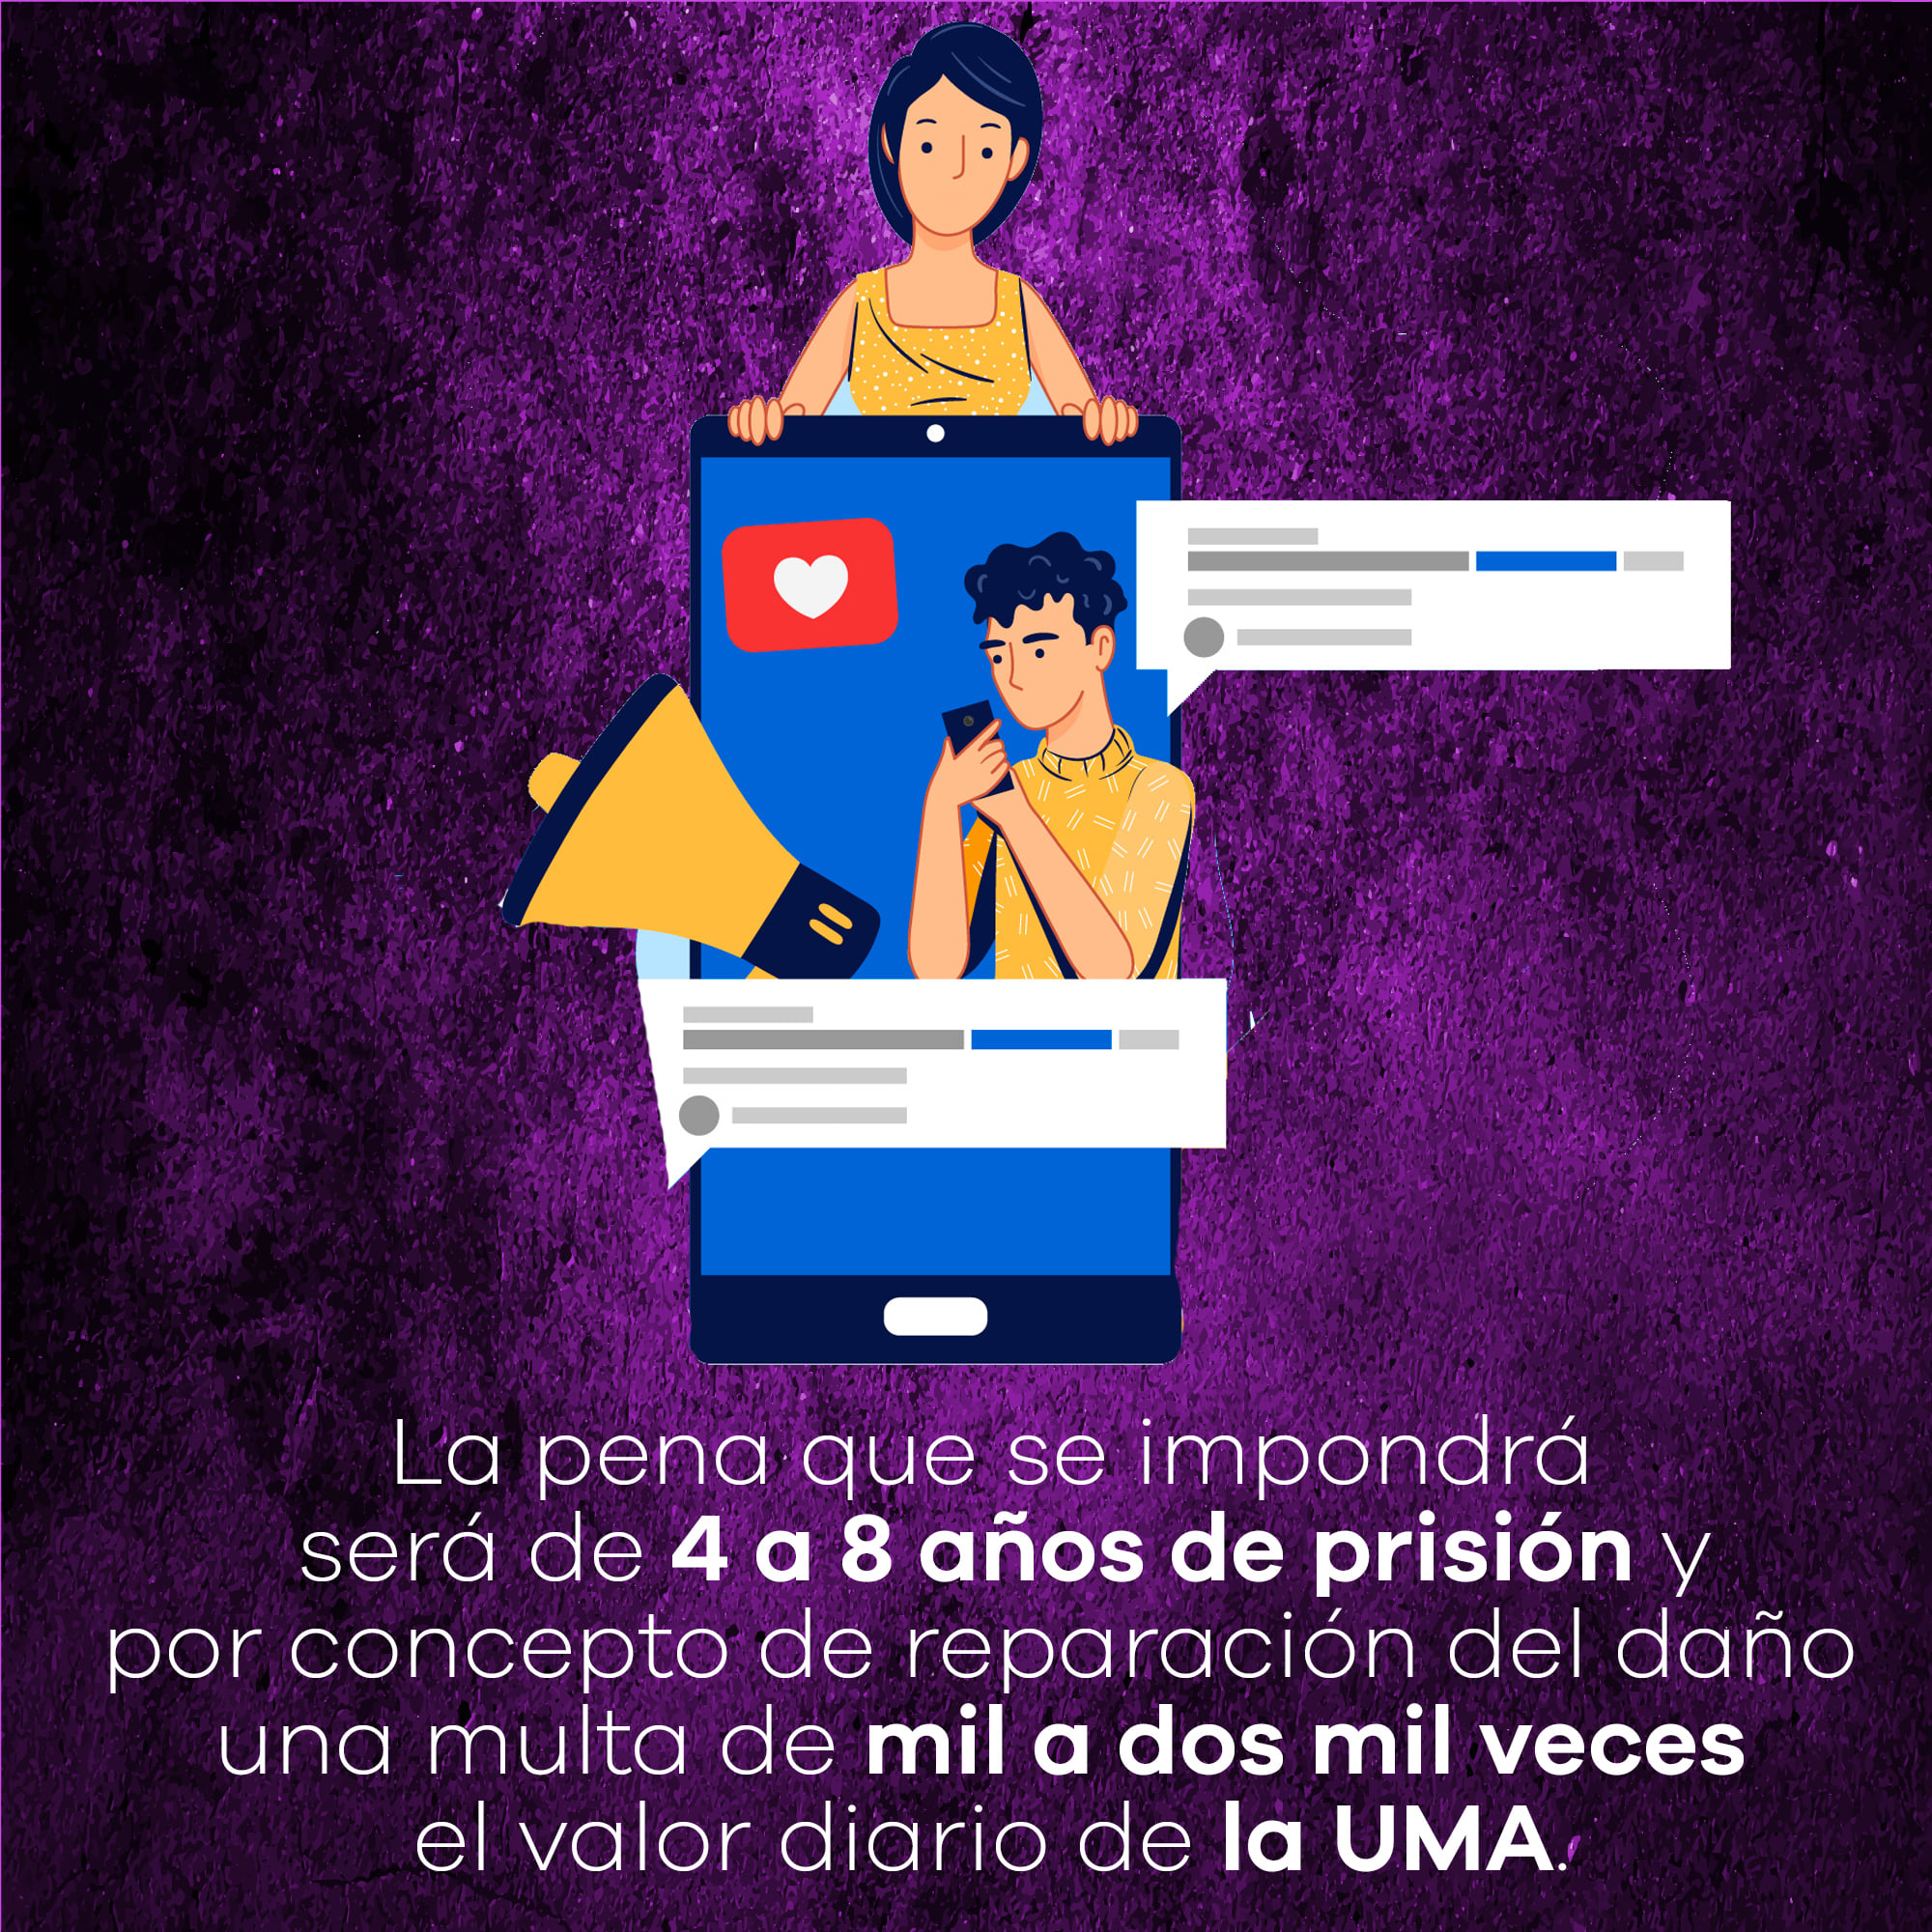 La pena que se impondrá
será de 4 a 8 años de prisión y
por concepto de reparación del daño
una multa de mil a dos mil veces
el valor diario de la UMA.